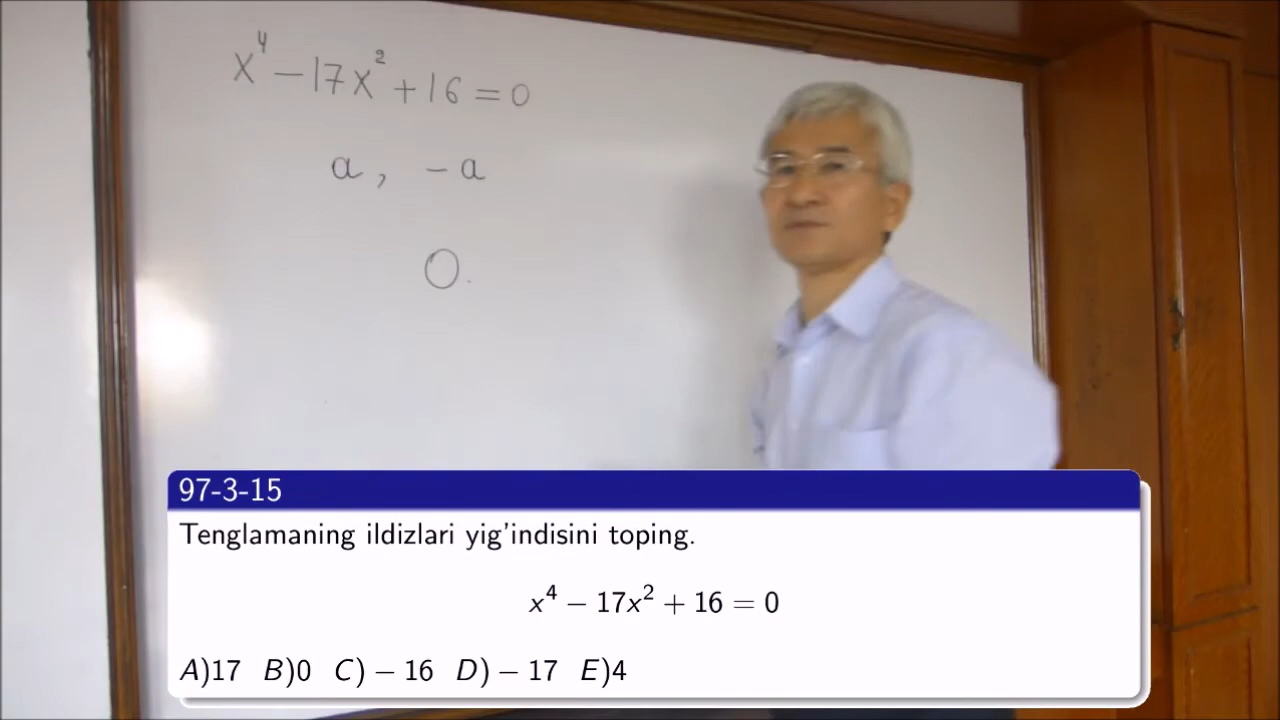 x⁴ − 17x² + 16 = 0
a, − a
0.
97-3-15
Tenglamaning ildizlari yig'indisini toping.
x⁴ − 17x² + 16 = 0
A)17 B)0 C) − 16 D) − 17 E)4